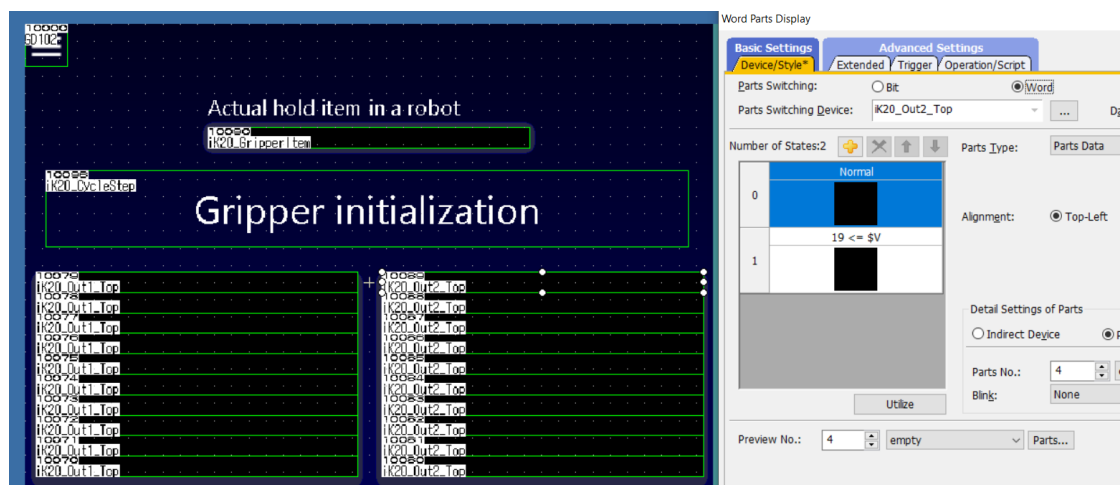 Word Parts Display
10000
GD102
Basic Settings
Advanced Settings
Device/Style*
Extended
Trigger
Operation/Script
Parts Switching:
Bit
Word
Parts Switching Device:
iK20_Out2_Top
...
Actual hold item in a robot
10090
iK20_GripperItem
Number of States:2
Parts Type:
Parts Data
Normal
0
19 <= $V
1
Alignment:
Top-Left
10095
iK20_CycleStep
Gripper initialization
10079
iK20_Out1_Top
10078
iK20_Out1_Top
10077
iK20_Out1_Top
10076
iK20_Out1_Top
10075
iK20_Out1_Top
10074
iK20_Out1_Top
10073
iK20_Out1_Top
10072
iK20_Out1_Top
10071
iK20_Out1_Top
10070
iK20_Out1_Top
10089
iK20_Out2_Top
10088
iK20_Out2_Top
10087
iK20_Out2_Top
10086
iK20_Out2_Top
10085
iK20_Out2_Top
10084
iK20_Out2_Top
10083
iK20_Out2_Top
10082
iK20_Out2_Top
10081
iK20_Out2_Top
10080
iK20_Out2_Top
Detail Settings of Parts
Indirect Device
Parts No.:
4
Blink:
None
Utilize
Preview No.:
4
empty
Parts...